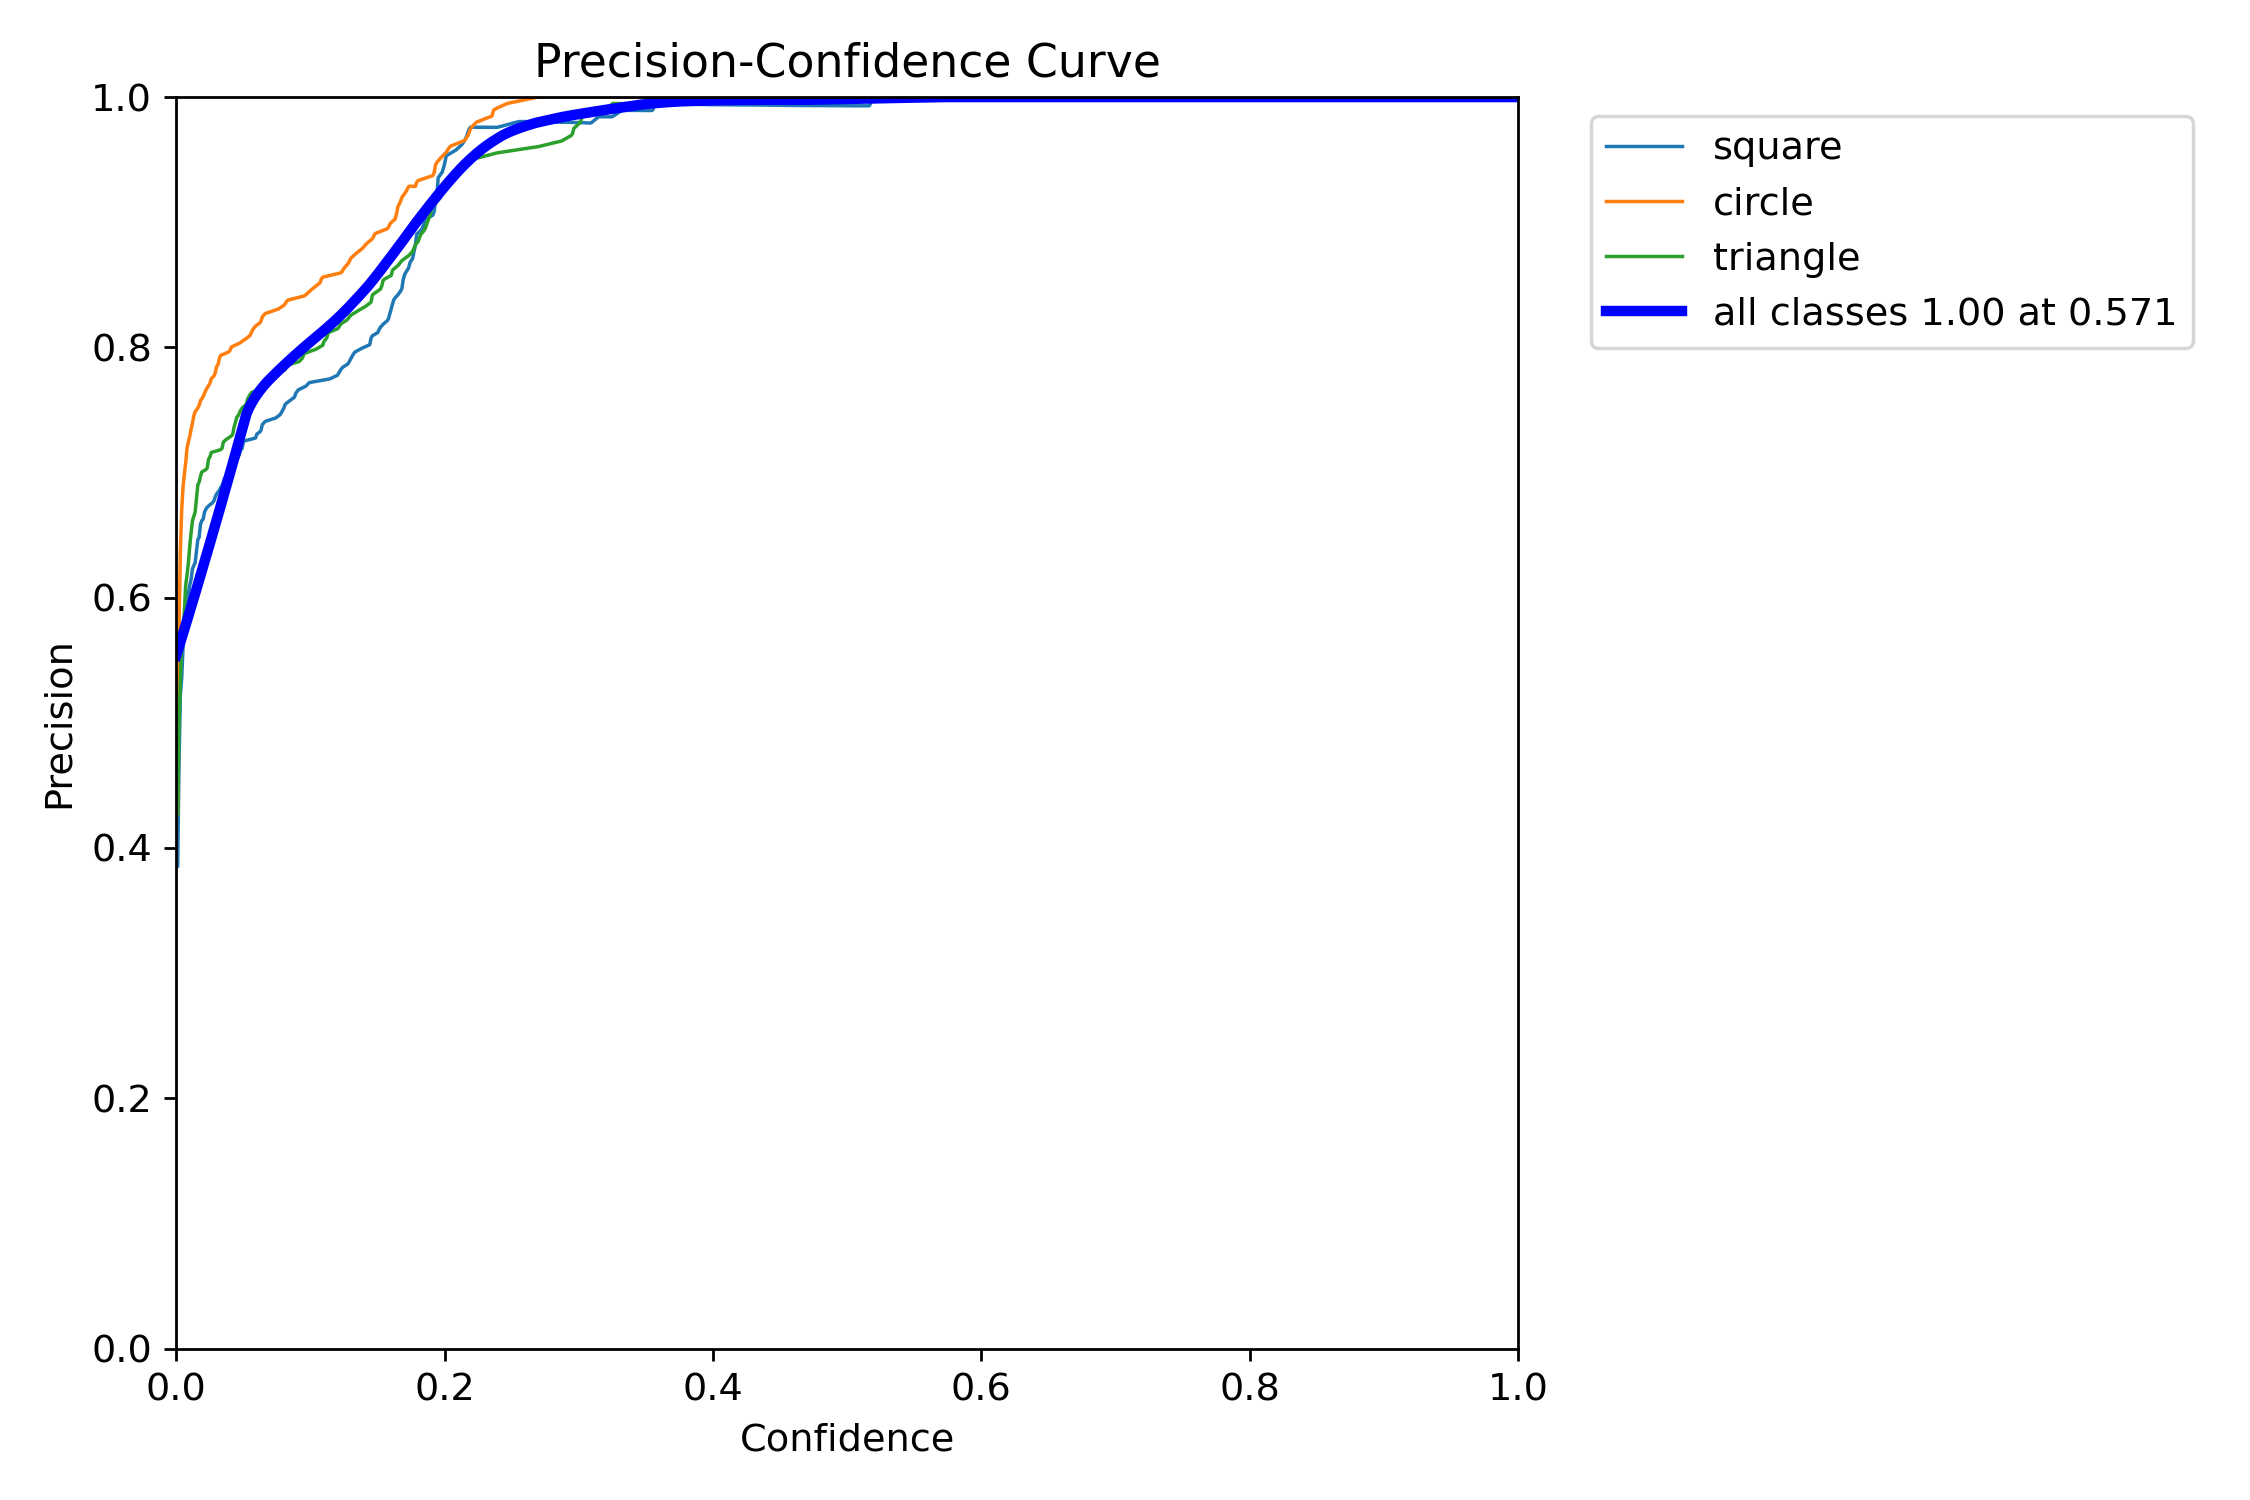 Precision-Confidence Curve
1.0
0.8
0.6
0.4
0.2
0.0
Precision
0.0 0.2 0.4 0.6 0.8 1.0
Confidence
square
circle
triangle
all classes 1.00 at 0.571